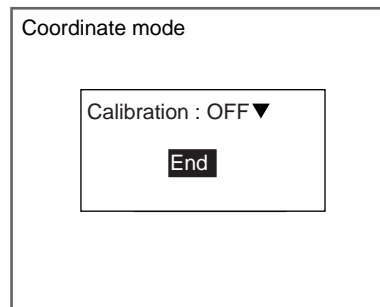 Coordinate mode
Calibration : OFF▼
End